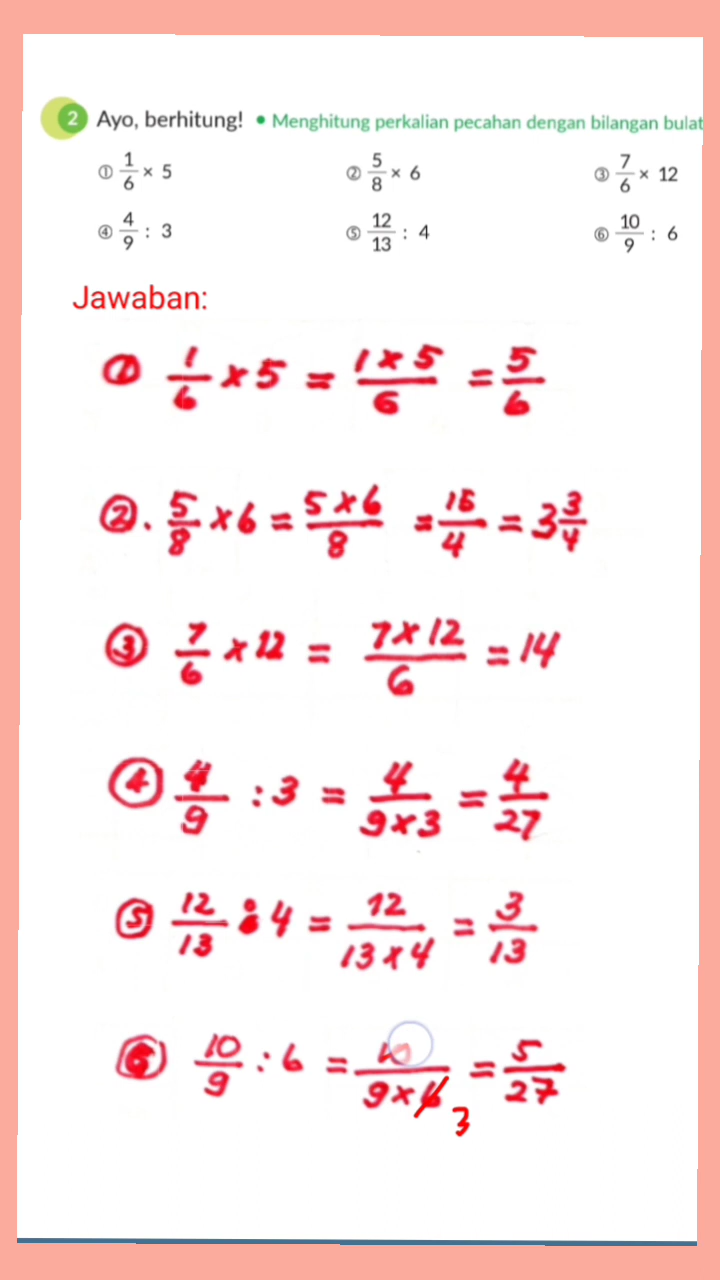 2 Ayo, berhitung! • Menghitung perkalian pecahan dengan bilangan bulat
① 1/6 × 5 ② 5/8 × 6 ③ 7/6 × 12
④ 4/9 : 3 ⑤ 12/13 : 4 ⑥ 10/9 : 6
Jawaban:
① 1/6 × 5 = 1 × 5/6 = 5/6
②. 5/8 × 6 = 5 × 6/8 = 15/4 = 3 3/4
③ 7/6 × 12 = 7 × 12/6 = 14
④ 4/9 : 3 = 4/9 × 3 = 4/27
⑤ 12/13 : 4 = 12/13 × 4 = 3/13
⑥ 10/9 : 6 = 10/9 × 6 = 5/27
3